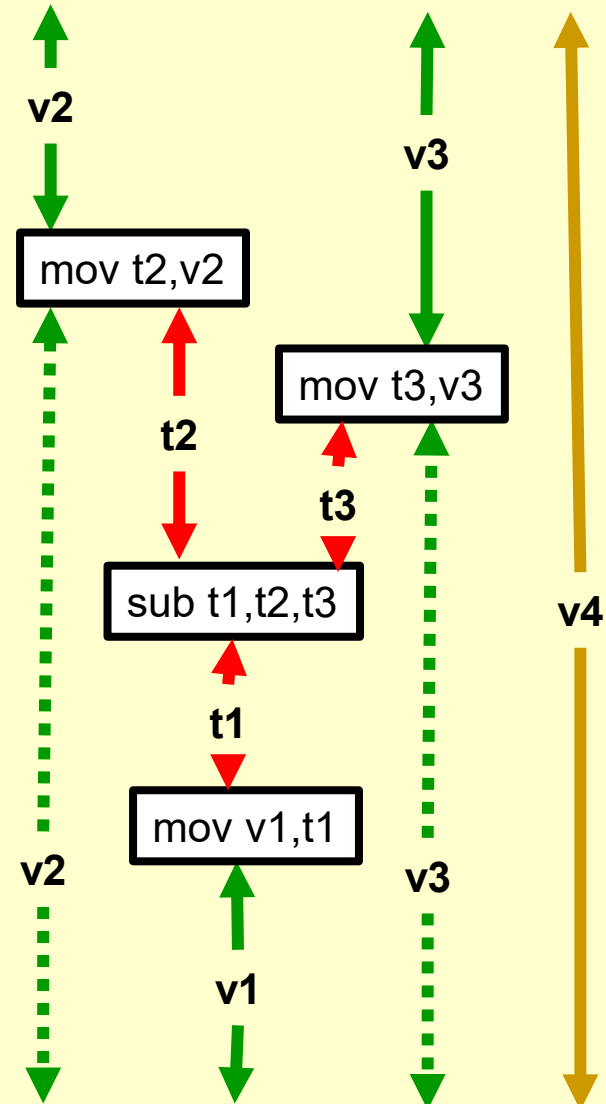 v2
v3
mov t2,v2
mov t3,v3
t2
t3
sub t1,t2,t3
v4
t1
mov v1,t1
v2
v3
v1